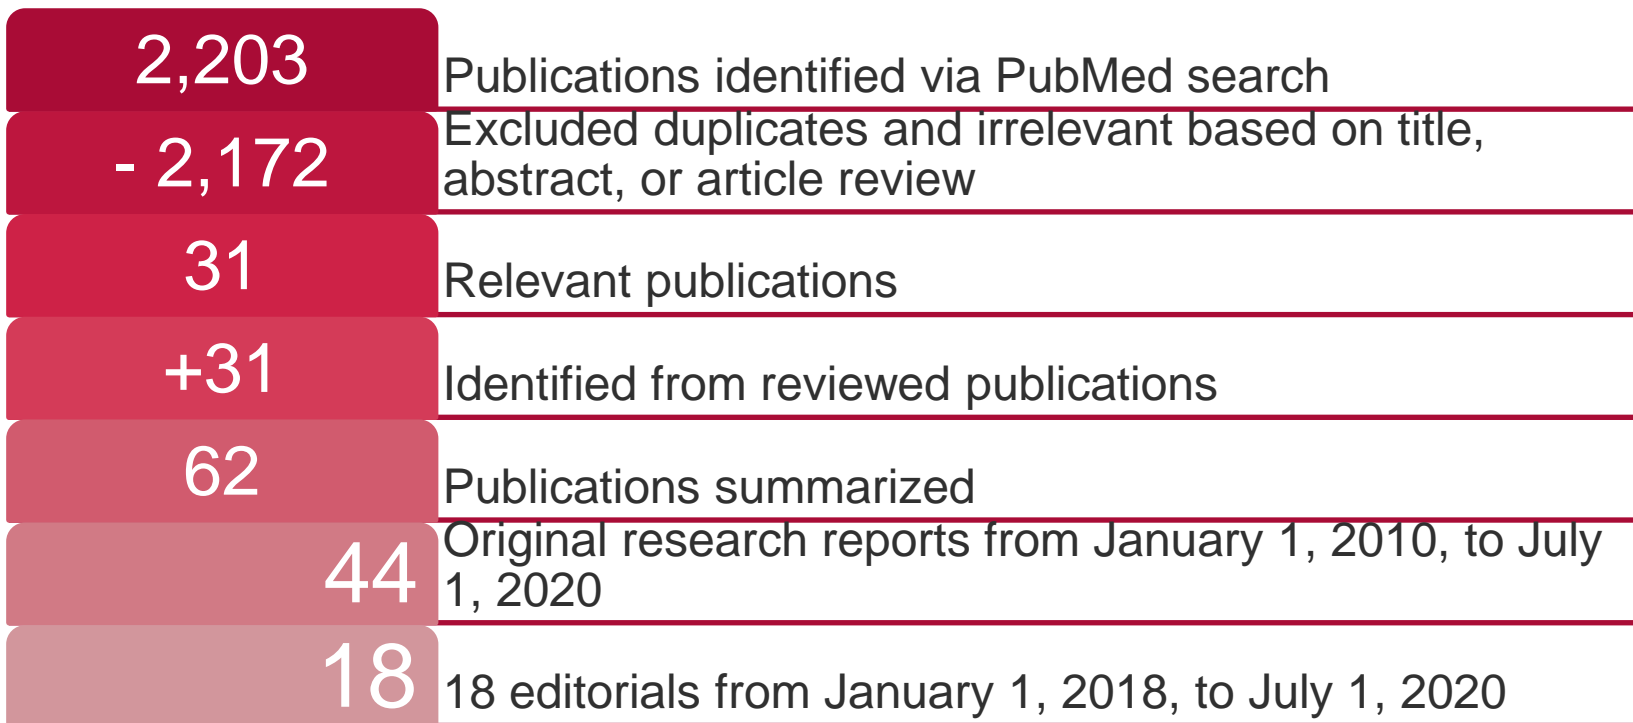 2,203
Publications identified via PubMed search
- 2,172
Excluded duplicates and irrelevant based on title,
abstract, or article review
31
Relevant publications
+31
Identified from reviewed publications
62
Publications summarized
44
Original research reports from January 1, 2010, to July
1, 2020
18
18 editorials from January 1, 2018, to July 1, 2020